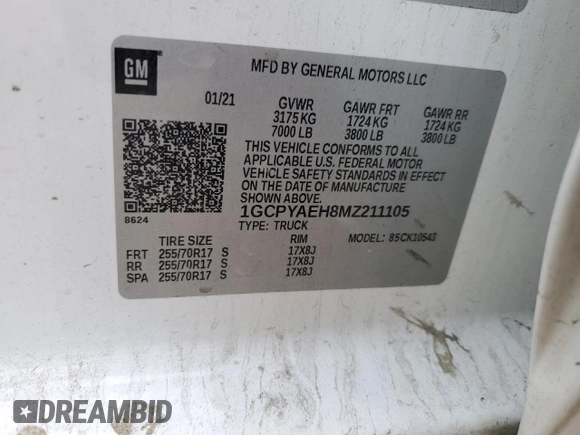 GM
MFD BY GENERAL MOTORS LLC
01/21 GVWR GAWR FRT GAWR RR
3175 KG 1724 KG 1724 KG
7000 LB 3800 LB 3800 LB
THIS VEHICLE CONFORMS TO ALL
APPLICABLE U.S. FEDERAL MOTOR
VEHICLE SAFETY STANDARDS IN EFFECT
ON THE DATE OF MANUFACTURE
SHOWN ABOVE.
8624 1GCPYAEH8MZ211105
TYPE: TRUCK 85CK10543
TIRE SIZE RIM
FRT 255/70R17 S 17X8J
RR 255/70R17 S 17X8J
SPA 255/70R17 S 17X8J
DREAMBID